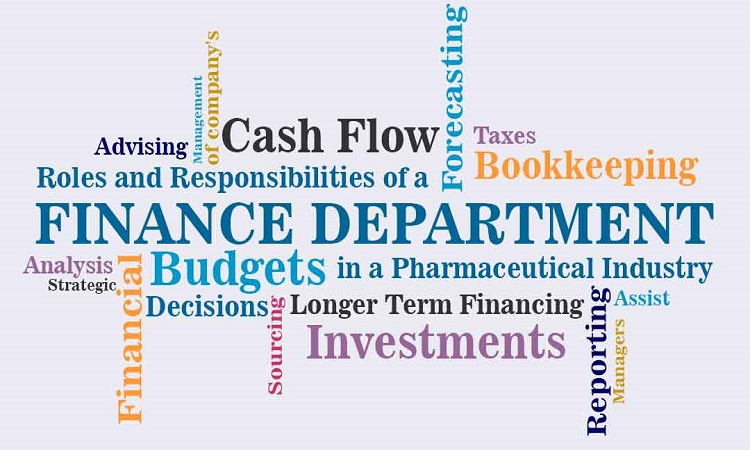 Management
of company's
Forecasting
Advising
Cash Flow
Taxes
Bookkeeping
Roles and Responsibilities of a
FINANCE DEPARTMENT
Analysis
Strategic
Financial
Budgets
in a Pharmaceutical Industry
Decisions
Sourcing
Longer Term Financing
Investments
Reporting
Assist
Managers